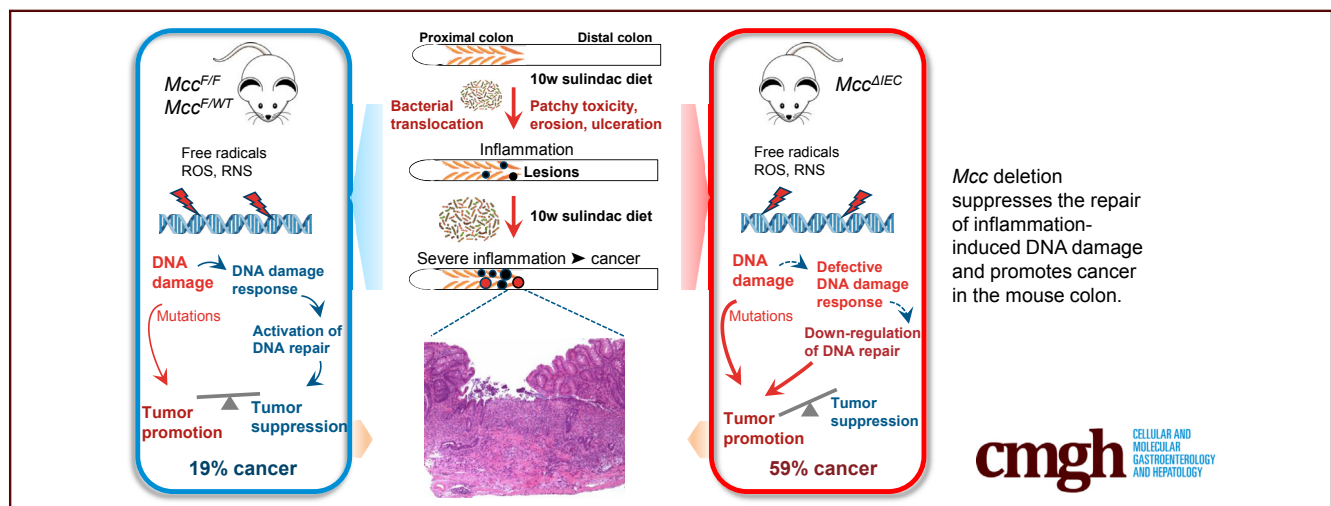 Mcc^F/F
Mcc^F/WT
Free radicals
ROS, RNS
DNA
damage
DNA damage
response
Mutations
Activation of
DNA repair
Tumor
promotion
Tumor
suppression
19% cancer
Proximal colon
Distal colon
10w sulindac diet
Bacterial
translocation
Patchy toxicity,
erosion, ulceration
Inflammation
Lesions
10w sulindac diet
Severe inflammation ➤ cancer
Mcc^ΔIEC
Free radicals
ROS, RNS
DNA
damage
Defective
DNA damage
response
Mutations
Down-regulation
of DNA repair
Tumor
promotion
Tumor
suppression
59% cancer
Mcc deletion
suppresses the repair
of inflammation-
induced DNA damage
and promotes cancer
in the mouse colon.
cmgh
CELLULAR AND
MOLECULAR
GASTROENTEROLOGY
AND HEPATOLOGY